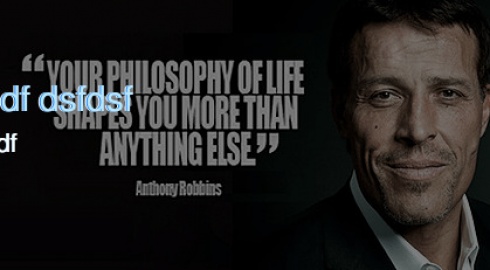 “YOUR PHILOSOPHY OF LIFE
df dsfdsf
SHAPES YOU MORE THAN
df
ANYTHING ELSE”
Anthony Robbins